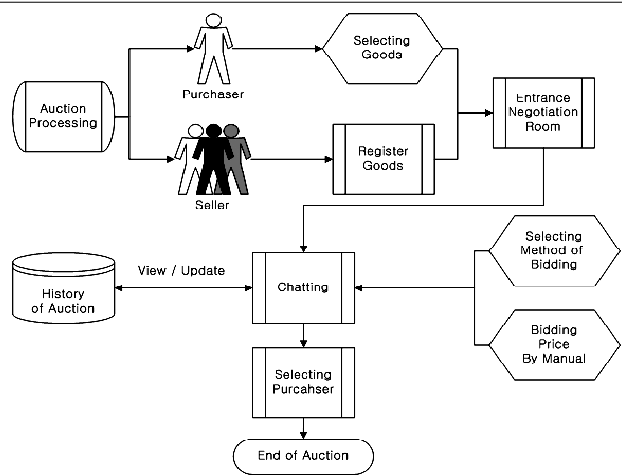 Selecting
Goods
Purchaser
Auction
Processing
Entrance
Negotiation
Room
Register
Goods
Seller
Selecting
Method of
Bidding
View / Update
History
of Auction
Chatting
Bidding
Price
By Manual
Selecting
Purcahser
End of Auction